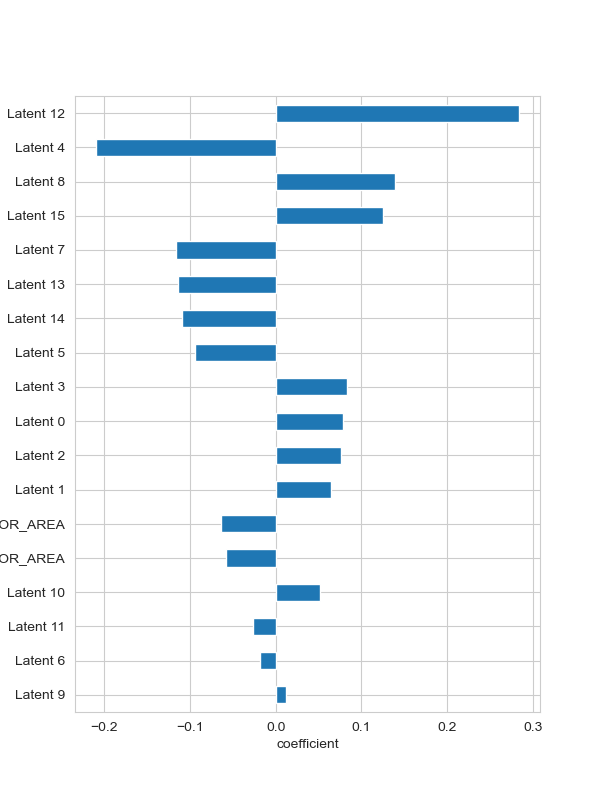 Latent 12
Latent 4
Latent 8
Latent 15
Latent 7
Latent 13
Latent 14
Latent 5
Latent 3
Latent 0
Latent 2
Latent 1
OR_AREA
OR_AREA
Latent 10
Latent 11
Latent 6
Latent 9
−0.2 −0.1 0.0 0.1 0.2 0.3
coefficient